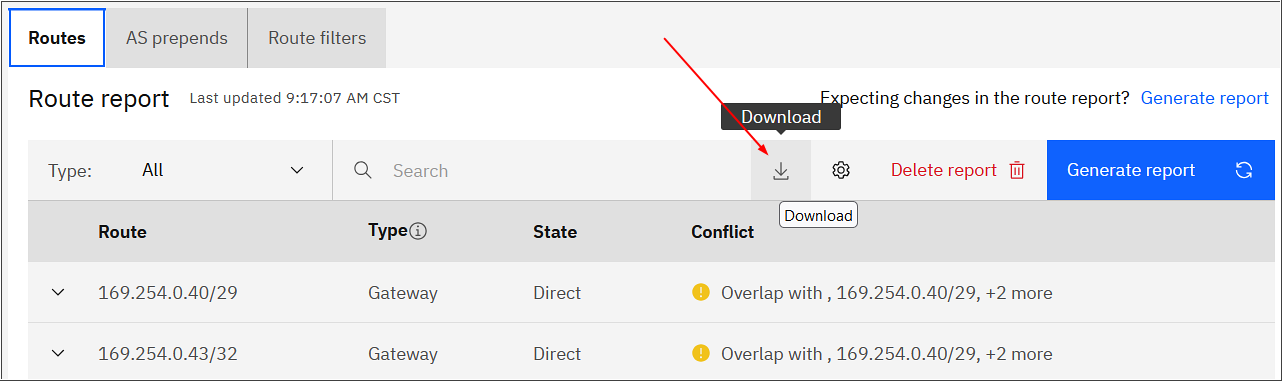 Routes AS prepends Route filters
Route report Last updated 9:17:07 AM CST Expecting changes in the route report? Generate report
Download
Type: All Search Delete report Generate report
Download
Route Type State Conflict
169.254.0.40/29 Gateway Direct Overlap with , 169.254.0.40/29, +2 more
169.254.0.43/32 Gateway Direct Overlap with , 169.254.0.40/29, +2 more